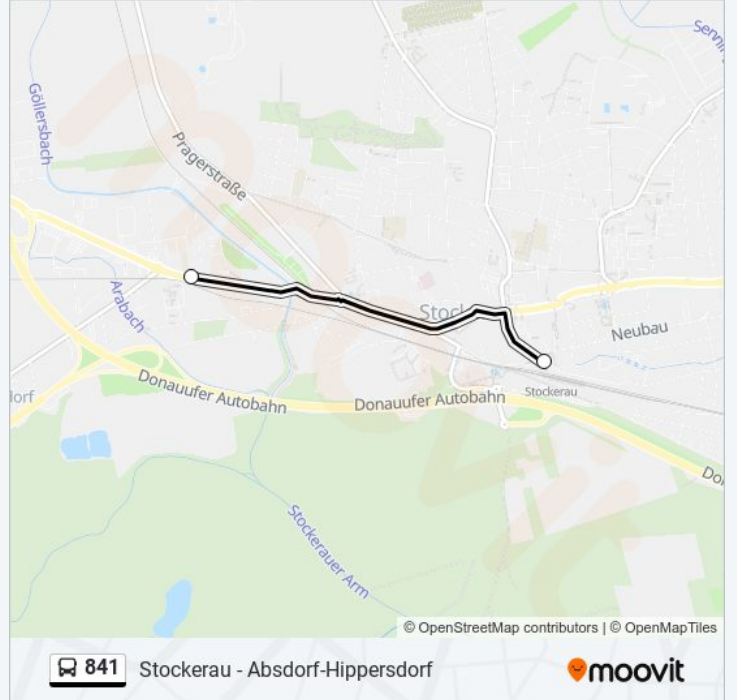 Sennin
Göllersbach
Pragerstraße
Arabach
Stock
Neubau
dorf
Donauufer Autobahn
Donauufer Autobahn
Stockerau
Do
Stockerauer Arm
© OpenStreetMap contributors | © OpenMapTiles
841 Stockerau - Absdorf-Hippersdorf
moovit